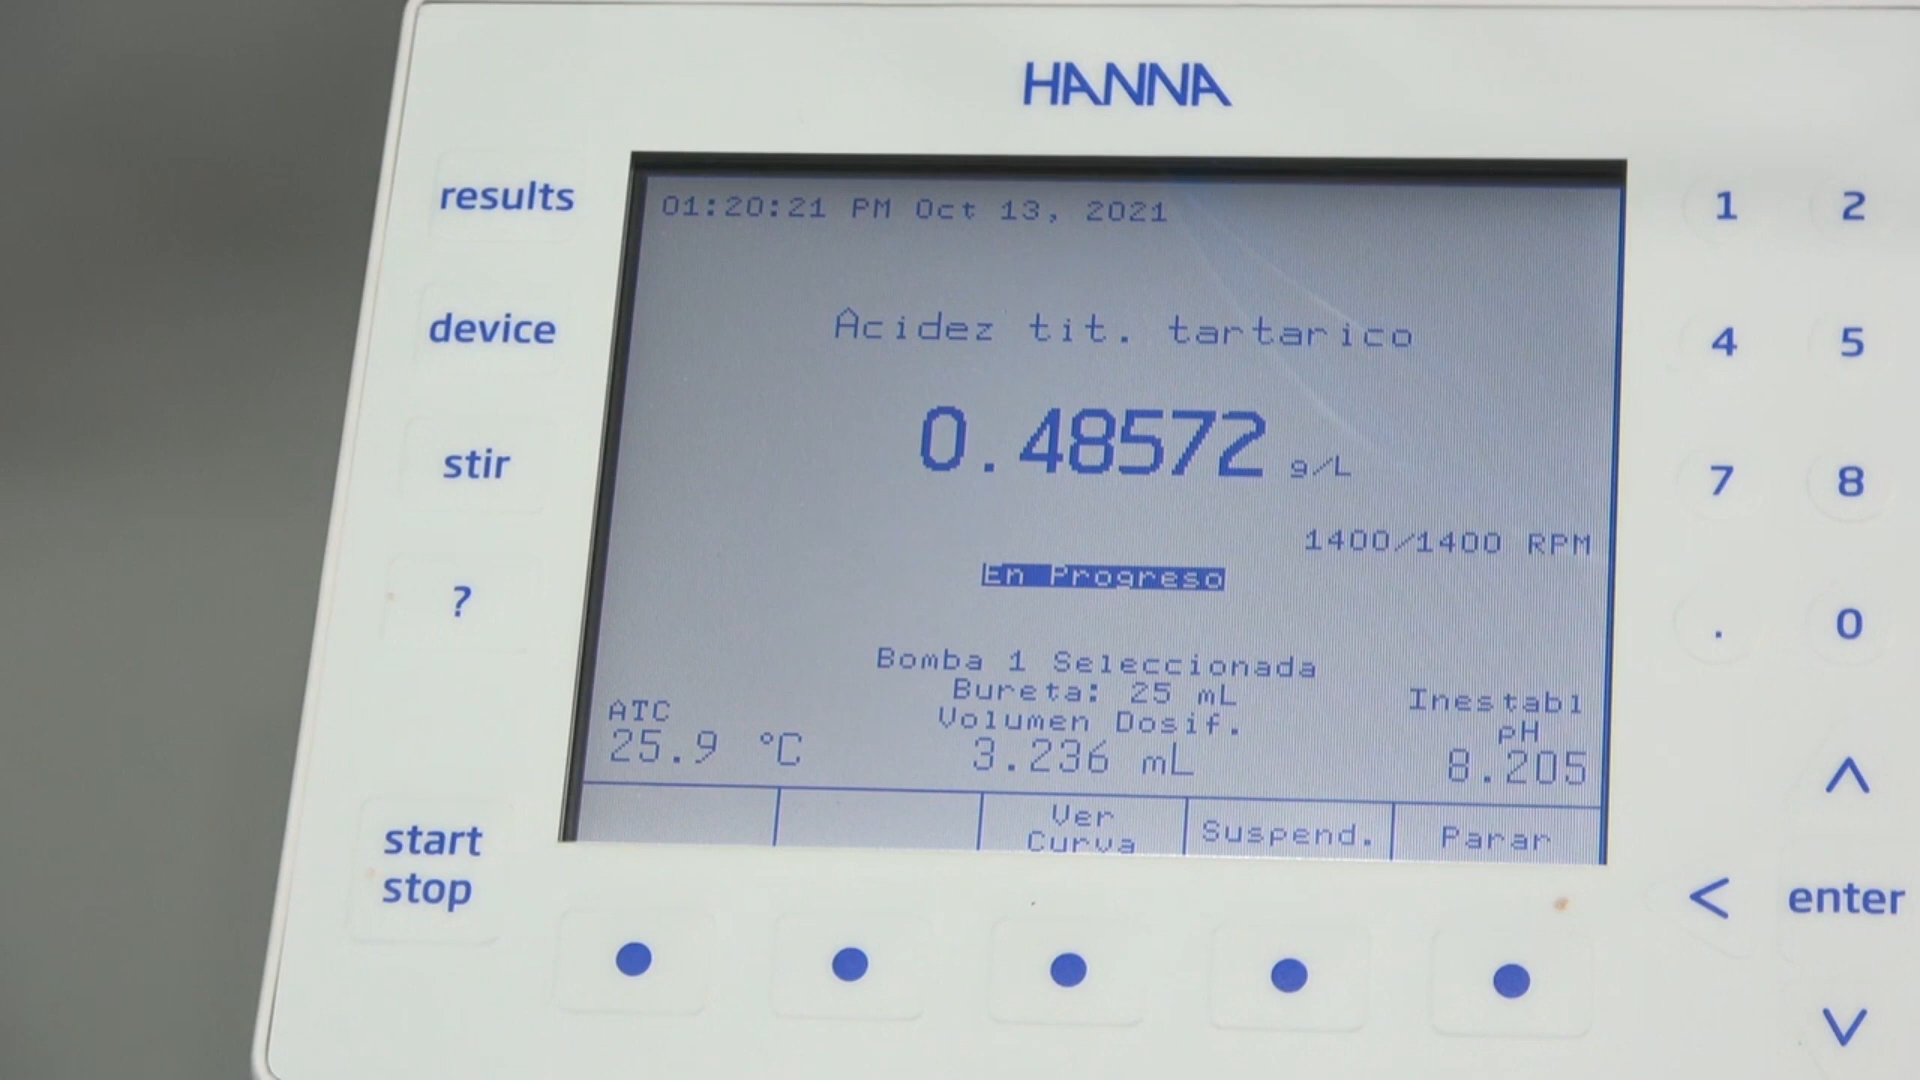 HANNA
results
device
stir
?
start
stop
01:20:21 PM Oct 13, 2021
Acidez tit. tartarico
0.48572 g/L
1400/1400 RPM
En Progreso
Bomba 1 Seleccionada
Bureta: 25 mL
Volumen Dosif.
3.236 mL
ATC
25.9 °C
Inestabl
pH
8.205
Ver
Curva
Suspend.
Parar
1 2
4 5
7 8
. 0
enter